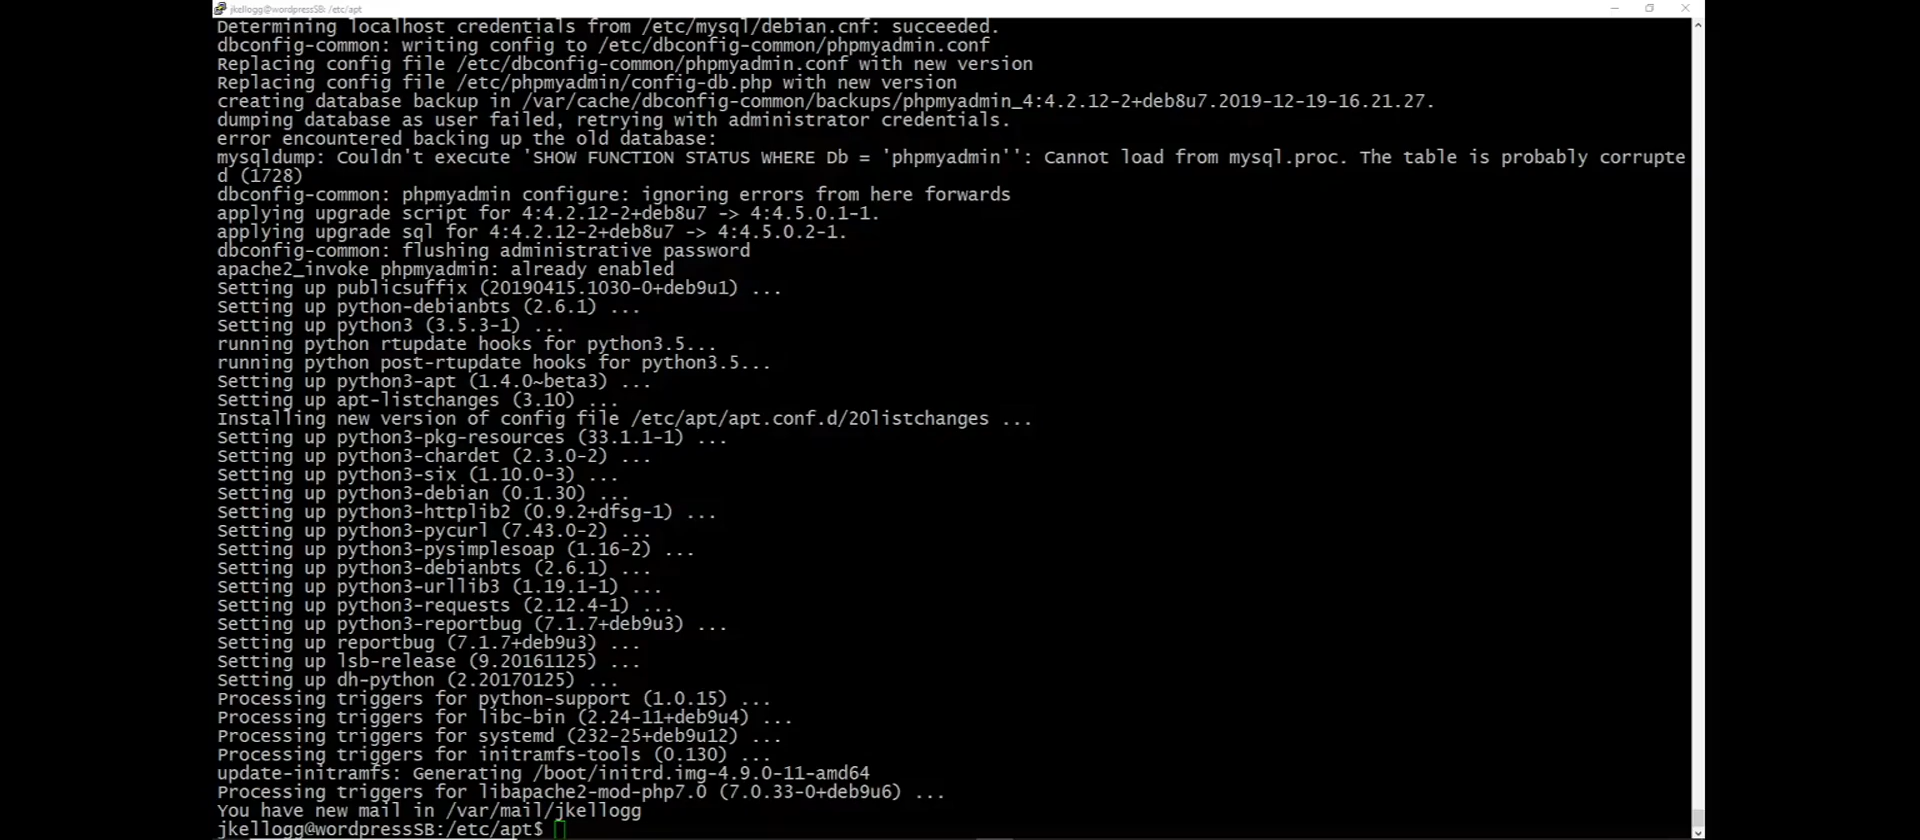 jkellogg@wordpressSB: /etc/apt
Determining localhost credentials from /etc/mysql/debian.cnf: succeeded.
dbconfig-common: writing config to /etc/dbconfig-common/phpmyadmin.conf
Replacing config file /etc/dbconfig-common/phpmyadmin.conf with new version
Replacing config file /etc/phpmyadmin/config-db.php with new version
creating database backup in /var/cache/dbconfig-common/backups/phpmyadmin_4:4.2.12-2+deb8u7.2019-12-19-16.21.27.
dumping database as user failed, retrying with administrator credentials.
error encountered backing up the old database:
mysqldump: Couldn't execute 'SHOW FUNCTION STATUS WHERE Db = 'phpmyadmin'': Cannot load from mysql.proc. The table is probably corrupte
d (1728)
dbconfig-common: phpmyadmin configure: ignoring errors from here forwards
applying upgrade script for 4:4.2.12-2+deb8u7 -> 4:4.5.0.1-1.
applying upgrade sql for 4:4.2.12-2+deb8u7 -> 4:4.5.0.2-1.
dbconfig-common: flushing administrative password
apache2_invoke phpmyadmin: already enabled
Setting up publicsuffix (20190415.1030-0+deb9u1) ...
Setting up python-debianbts (2.6.1) ...
Setting up python3 (3.5.3-1) ...
running python rtupdate hooks for python3.5...
running python post-rtupdate hooks for python3.5...
Setting up python3-apt (1.4.0~beta3) ...
Setting up apt-listchanges (3.10) ...
Installing new version of config file /etc/apt/apt.conf.d/20listchanges ...
Setting up python3-pkg-resources (33.1.1-1) ...
Setting up python3-chardet (2.3.0-2) ...
Setting up python3-six (1.10.0-3) ...
Setting up python3-debian (0.1.30) ...
Setting up python3-httplib2 (0.9.2+dfsg-1) ...
Setting up python3-pycurl (7.43.0-2) ...
Setting up python3-pysimplesoap (1.16-2) ...
Setting up python3-debianbts (2.6.1) ...
Setting up python3-urllib3 (1.19.1-1) ...
Setting up python3-requests (2.12.4-1) ...
Setting up python3-reportbug (7.1.7+deb9u3) ...
Setting up reportbug (7.1.7+deb9u3) ...
Setting up lsb-release (9.20161125) ...
Setting up dh-python (2.20170125) ...
Processing triggers for python-support (1.0.15) ...
Processing triggers for libc-bin (2.24-11+deb9u4) ...
Processing triggers for systemd (232-25+deb9u12) ...
Processing triggers for initramfs-tools (0.130) ...
update-initramfs: Generating /boot/initrd.img-4.9.0-11-amd64
Processing triggers for libapache2-mod-php7.0 (7.0.33-0+deb9u6) ...
You have new mail in /var/mail/jkellogg
jkellogg@wordpressSB:/etc/apt$